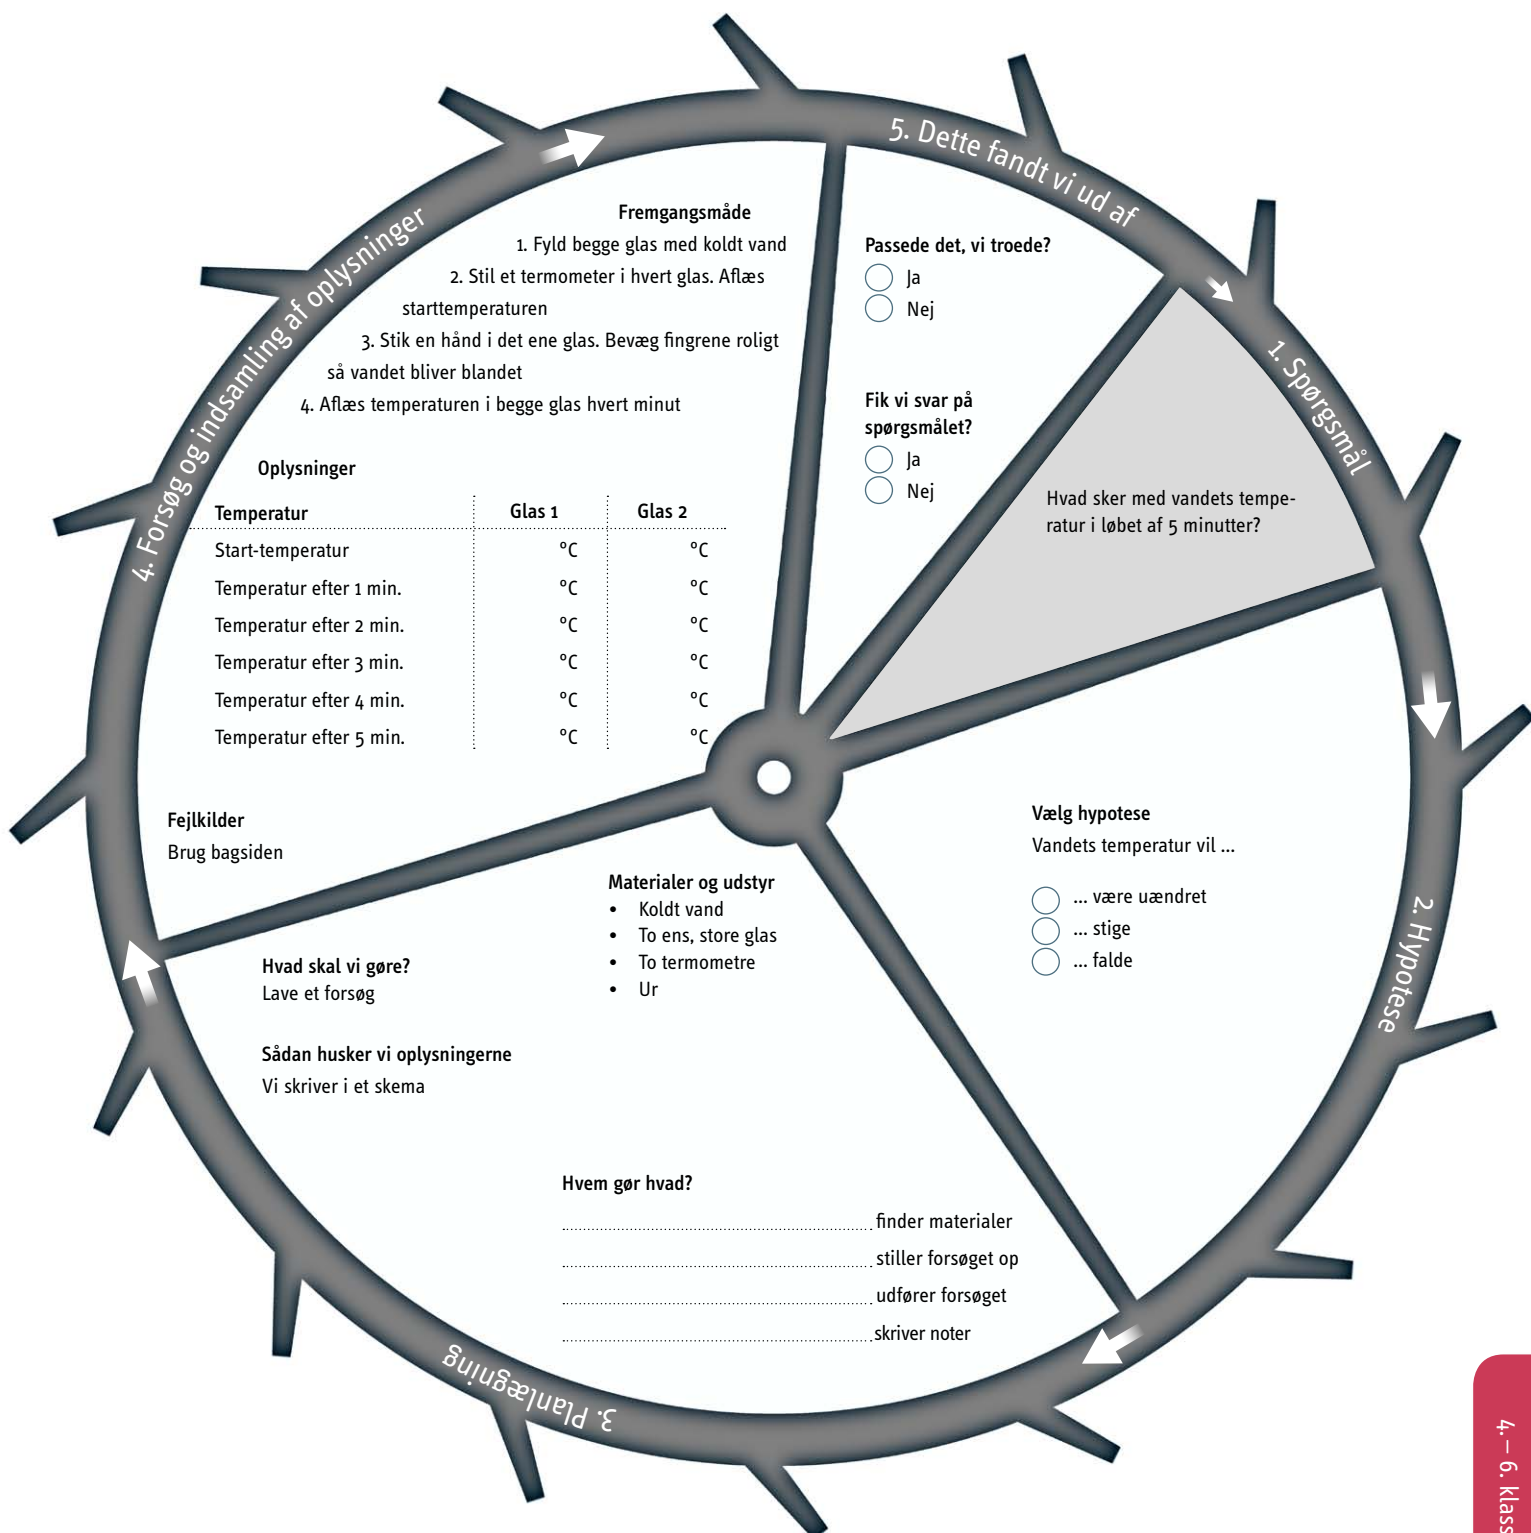 5. Dette fandt vi ud af
Passede det, vi troede?
Ja
Nej
Fik vi svar på
spørgsmålet?
Ja
Nej
1. Spørgsmål
Hvad sker med vandets tempe-
ratur i løbet af 5 minutter?
2. Hypotese
Vælg hypotese
Vandets temperatur vil ...
... være uændret
... stige
... falde
3. Planlægning
Materialer og udstyr
• Koldt vand
• To ens, store glas
• To termometre
• Ur
Hvad skal vi gøre?
Lave et forsøg
Sådan husker vi oplysningerne
Vi skriver i et skema
Hvem gør hvad?
finder materialer
stiller forsøget op
udfører forsøget
skriver noter
4. Forsøg og indsamling af oplysninger
Fremgangsmåde
1. Fyld begge glas med koldt vand
2. Stil et termometer i hvert glas. Aflæs
starttemperaturen
3. Stik en hånd i det ene glas. Bevæg fingrene roligt
så vandet bliver blandet
4. Aflæs temperaturen i begge glas hvert minut
Oplysninger
Temperatur Glas 1 Glas 2
Start-temperatur °C °C
Temperatur efter 1 min. °C °C
Temperatur efter 2 min. °C °C
Temperatur efter 3 min. °C °C
Temperatur efter 4 min. °C °C
Temperatur efter 5 min. °C °C
Fejlkilder
Brug bagsiden
4. – 6. klass